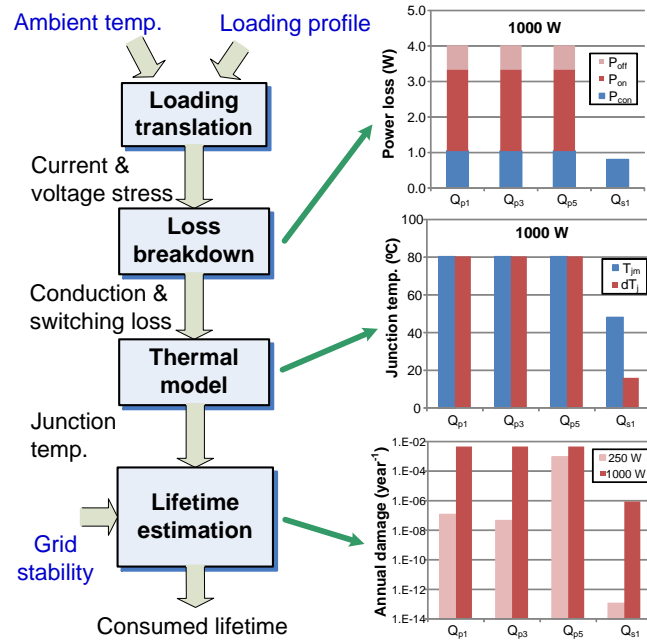 Ambient temp.
Loading profile
Loading
translation
Current &
voltage stress
Loss
breakdown
Conduction &
switching loss
Thermal
model
Junction
temp.
Lifetime
estimation
Grid
stability
Consumed lifetime
1000 W
Power loss (W)
4.0
5.0
4.0
3.0
2.0
1.0
0.0
P_off
P_on
P_con
Q_p1 Q_p3 Q_p5 Q_s1
1000 W
Junction temp. (ºC)
100
80
60
40
20
0
T_jm
dT_j
Q_p1 Q_p3 Q_p5 Q_s1
Annual damage (year⁻¹)
1.E-02
1.E-04
1.E-06
1.E-08
1.E-10
1.E-12
1.E-14
250 W
1000 W
Q_p1 Q_p3 Q_p5 Q_s1